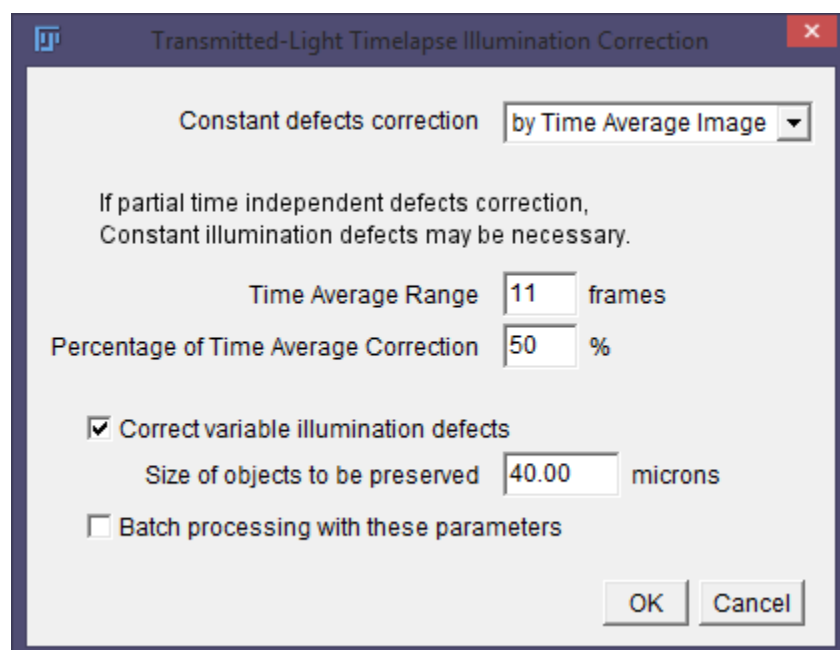 Transmitted-Light Timelapse Illumination Correction
Constant defects correction by Time Average Image
If partial time independent defects correction,
Constant illumination defects may be necessary.
Time Average Range 11 frames
Percentage of Time Average Correction 50 %
Correct variable illumination defects
Size of objects to be preserved 40.00 microns
Batch processing with these parameters
OK Cancel